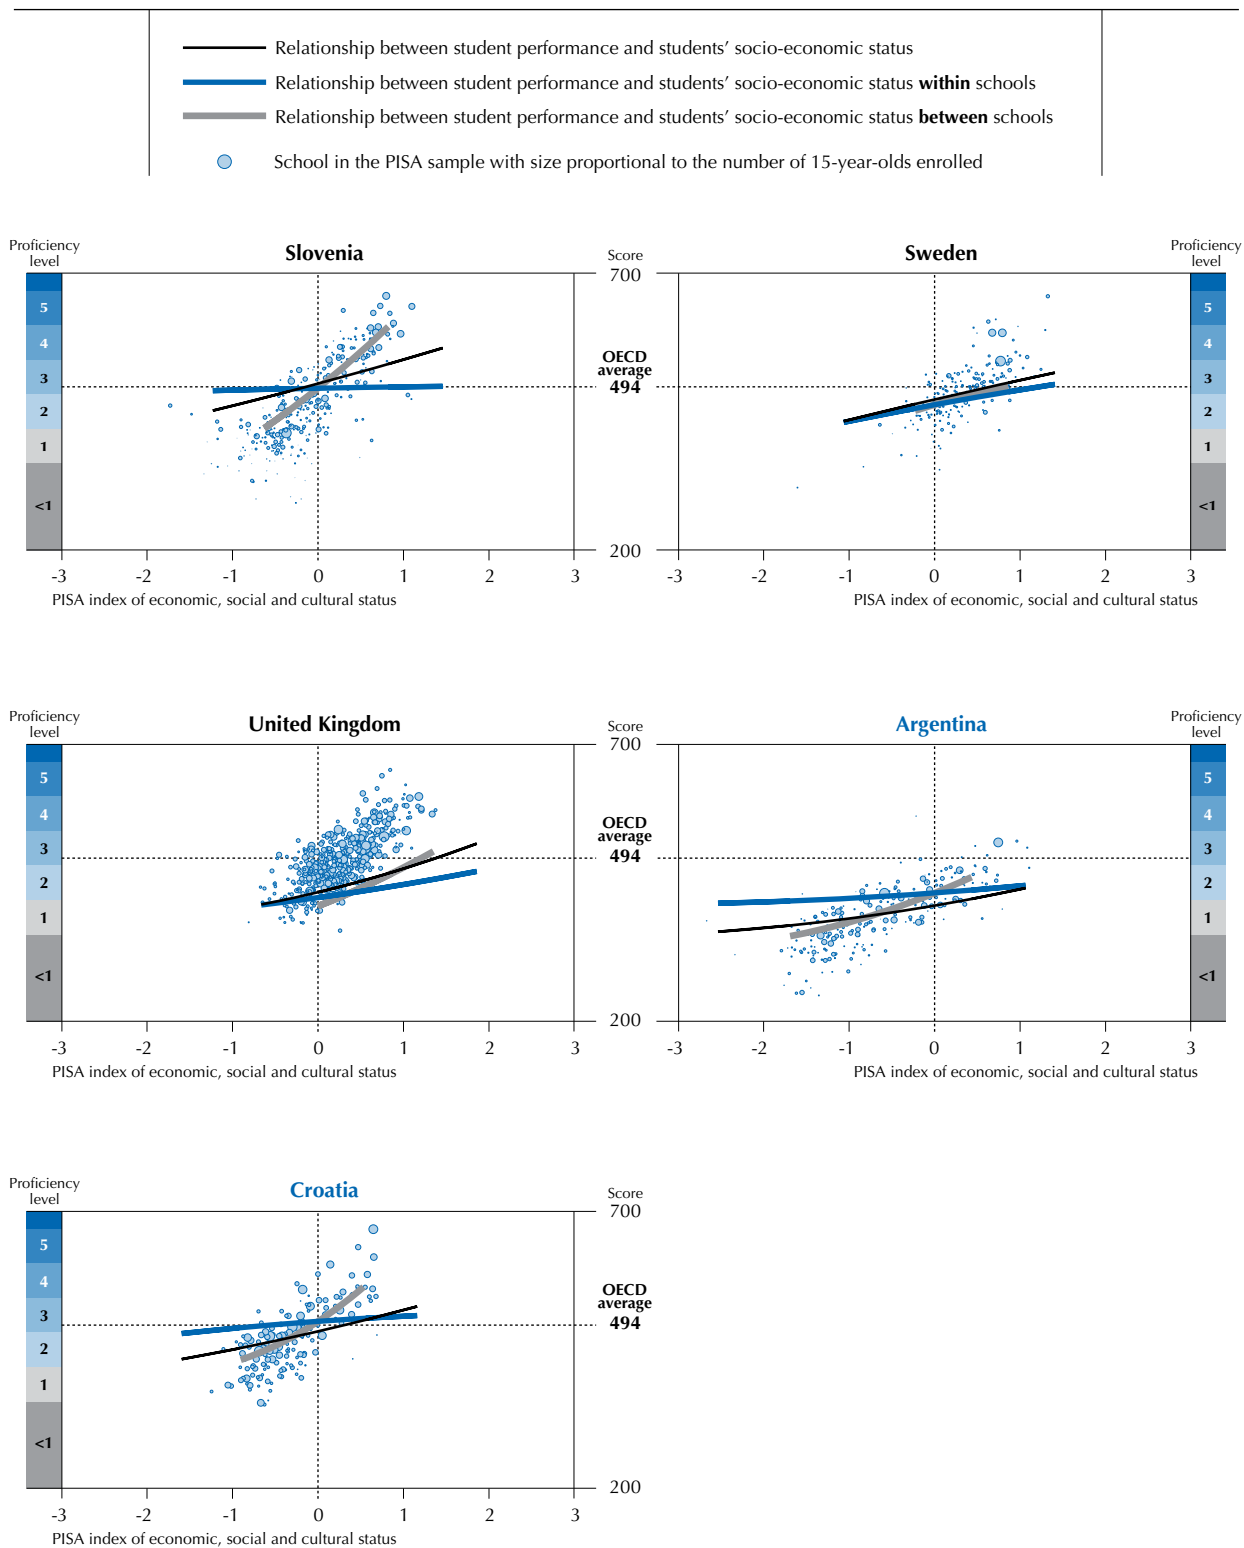 Relationship between student performance and students' socio-economic status
Relationship between student performance and students' socio-economic status within schools
Relationship between student performance and students' socio-economic status between schools
School in the PISA sample with size proportional to the number of 15-year-olds enrolled
Proficiency
level
Slovenia
Score
700
Sweden
Proficiency
level
5
4
3
2
1
<1
OECD
average
494
200
5
4
3
2
1
<1
-3 -2 -1 0 1 2 3
PISA index of economic, social and cultural status
-3 -2 -1 0 1 2 3
PISA index of economic, social and cultural status
Proficiency
level
United Kingdom
Score
700
Argentina
Proficiency
level
5
4
3
2
1
<1
OECD
average
494
200
5
4
3
2
1
<1
-3 -2 -1 0 1 2 3
PISA index of economic, social and cultural status
-3 -2 -1 0 1 2 3
PISA index of economic, social and cultural status
Proficiency
level
Croatia
Score
700
5
4
3
2
1
<1
OECD
average
494
200
-3 -2 -1 0 1 2 3
PISA index of economic, social and cultural status